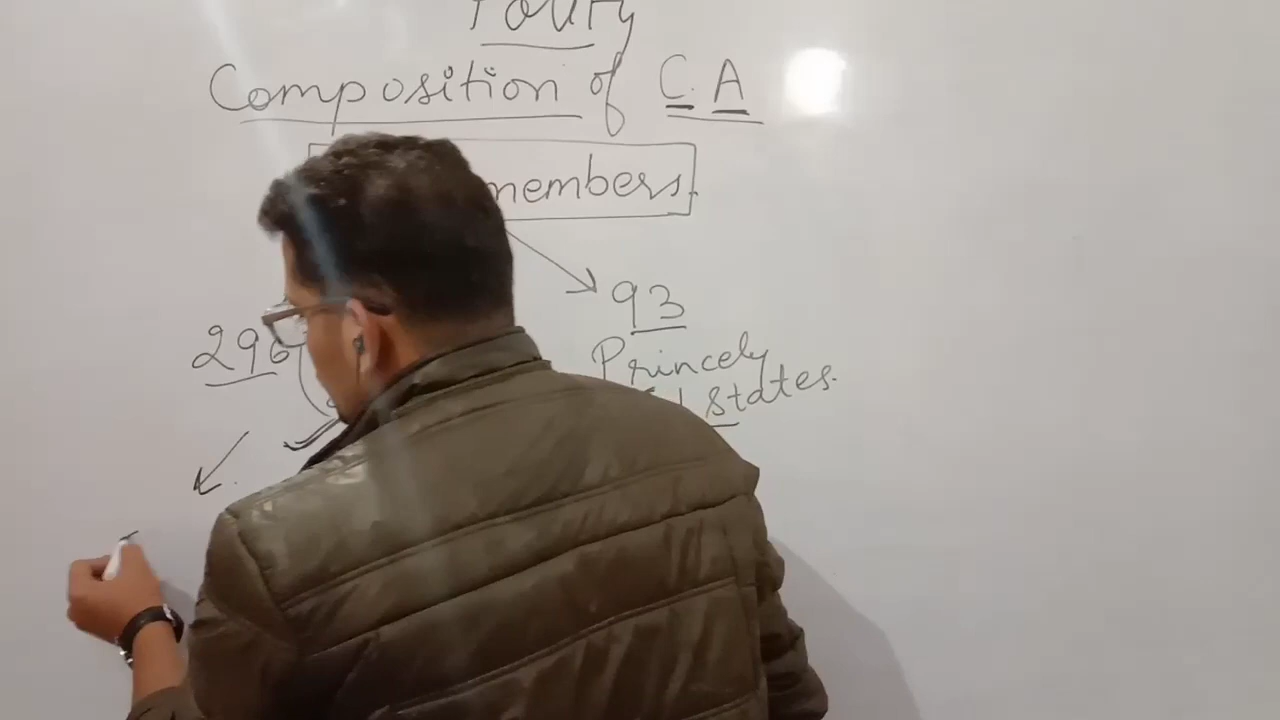 Polity
Composition of C.A
members.
296
93
Princely
states.